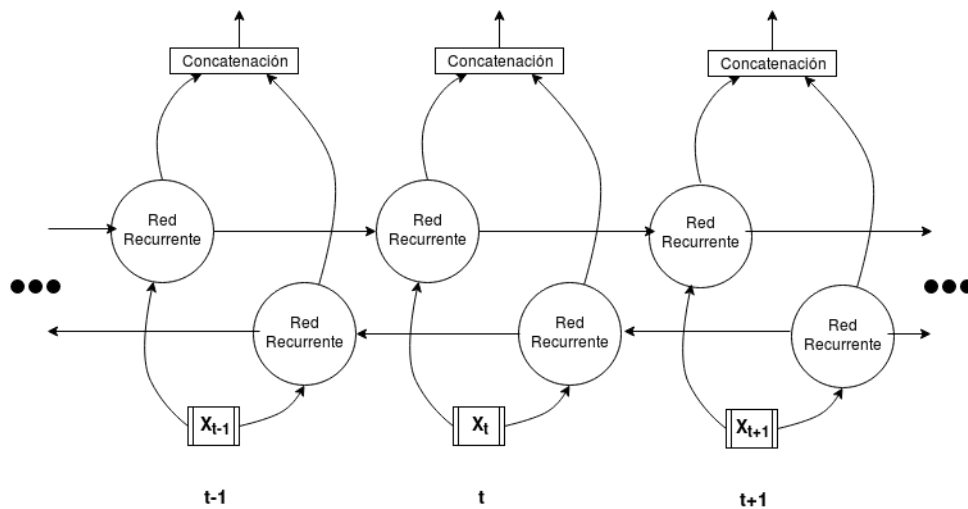 Concatenación
Concatenación
Concatenación
Red
Recurrente
Red
Recurrente
Red
Recurrente
Red
Recurrente
Red
Recurrente
Red
Recurrente
Xt-1
Xt
Xt+1
t-1
t
t+1